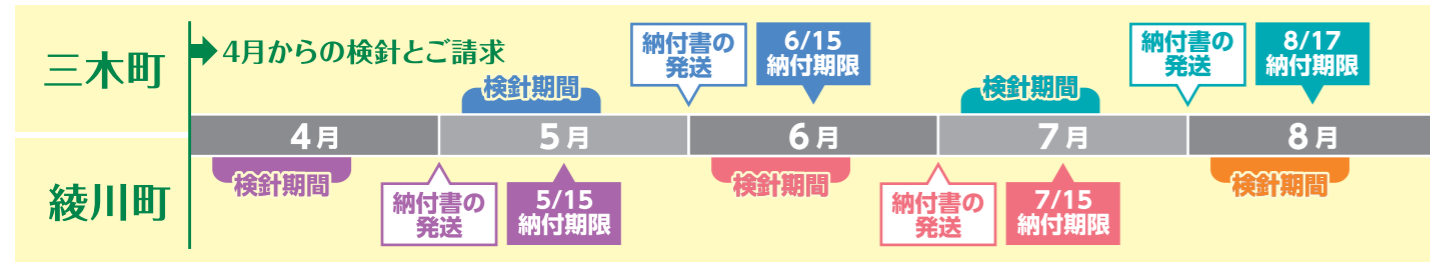 三木町
4月からの検針とご請求
検針期間
納付書の
発送
6/15
納付期限
検針期間
納付書の
発送
8/17
納付期限
4月
5月
6月
7月
8月
綾川町
検針期間
納付書の
発送
5/15
納付期限
検針期間
納付書の
発送
7/15
納付期限
検針期間